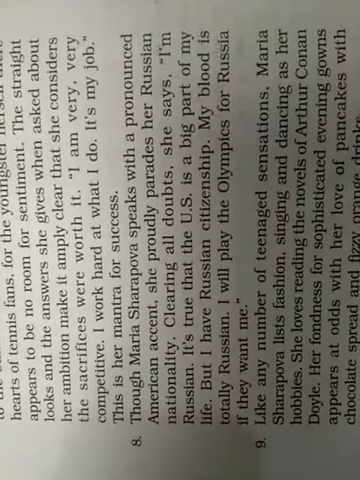 hearts of tennis fans, for the youngster
appears to be no room for sentiment. The straight
looks and the answers she gives when asked about
her ambition make it amply clear that she considers
the sacrifices were worth it. "I am very, very
competitive. I work hard at what I do. It's my job."
This is her mantra for success.
8. Though Maria Sharapova speaks with a pronounced
American accent, she proudly parades her Russian
nationality. Clearing all doubts, she says, "I'm
Russian. It's true that the U.S. is a big part of my
life. But I have Russian citizenship. My blood is
totally Russian. I will play the Olympics for Russia
if they want me."
9. Like any number of teenaged sensations, Maria
Sharapova lists fashion, singing and dancing as her
hobbies. She loves reading the novels of Arthur Conan
Doyle. Her fondness for sophisticated evening gowns
appears at odds with her love of pancakes with
chocolate spread and fizzy orange drinks.